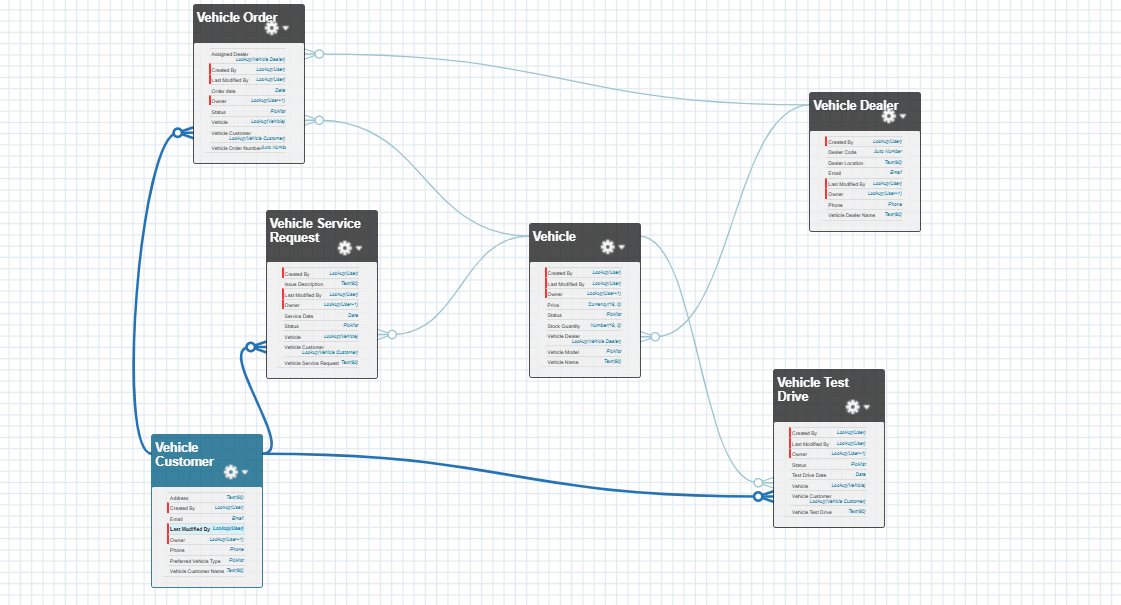 Vehicle Order
Assigned Dealer
Lookup(Vehicle Dealer)
Created By Lookup(User)
Last Modified By Lookup(User)
Order date Date
Owner Lookup(User+1)
Status Picklist
Vehicle Lookup(Vehicle)
Vehicle Customer
Lookup(Vehicle Customer)
Vehicle Order Number Auto Numb
Vehicle Dealer
Created By Lookup(User)
Dealer Code Auto Number
Dealer Location Text(80)
Email Email
Last Modified By Lookup(User)
Owner Lookup(User+1)
Phone Phone
Vehicle Dealer Name Text(80)
Vehicle Service
Request
Created By Lookup(User)
Issue Description Text(80)
Last Modified By Lookup(User)
Owner Lookup(User+1)
Service Date Date
Status Picklist
Vehicle Lookup(Vehicle)
Vehicle Customer
Lookup(Vehicle Customer)
Vehicle Service Request Text(80)
Vehicle
Created By Lookup(User)
Last Modified By Lookup(User)
Owner Lookup(User+1)
Price Currency(18, 0)
Status Picklist
Stock Quantity Number(18, 0)
Vehicle Dealer
Lookup(Vehicle Dealer)
Vehicle Model Picklist
Vehicle Name Text(80)
Vehicle Test
Drive
Created By Lookup(User)
Last Modified By Lookup(User)
Owner Lookup(User+1)
Status Picklist
Test Drive Date Date
Vehicle Lookup(Vehicle)
Vehicle Customer
Lookup(Vehicle Customer)
Vehicle Test Drive Text(80)
Vehicle
Customer
Address Text(80)
Created By Lookup(User)
Email Email
Last Modified By Lookup(User)
Owner Lookup(User+1)
Phone Phone
Preferred Vehicle Type Picklist
Vehicle Customer Name Text(80)